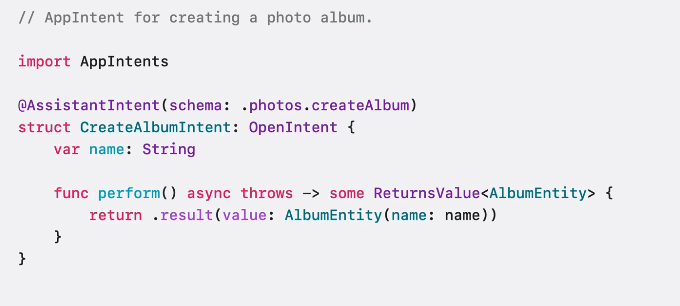 // AppIntent for creating a photo album.
import AppIntents
@AssistantIntent(schema: .photos.createAlbum)
struct CreateAlbumIntent: OpenIntent {
var name: String
func perform() async throws -> some ReturnsValue<AlbumEntity> {
return .result(value: AlbumEntity(name: name))
}
}